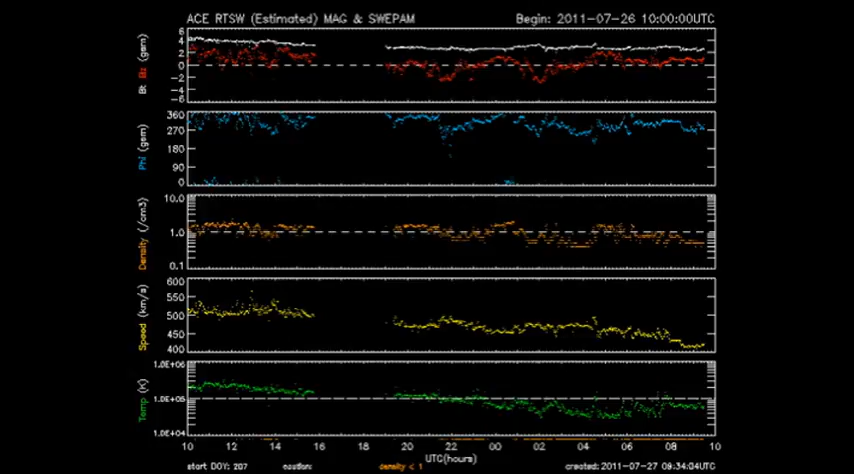 ACE RTSW (Estimated) MAG & SWEPAM Begin: 2011-07-26 10:00:00UTC
Bt Bz (gsm)
6
4
2
0
-2
-4
-6
Phi (gsm)
360
270
180
90
0
Density (/cm3)
10.0
1.0
0.1
Speed (km/s)
600
550
500
450
400
Temp (K)
1.0E+06
1.0E+05
1.0E+04
10 12 14 16 18 20 22 00 02 04 06 08 10
UTC(hours)
start DOY: 207 caution: density < 1 created: 2011-07-27 09:34:04UTC